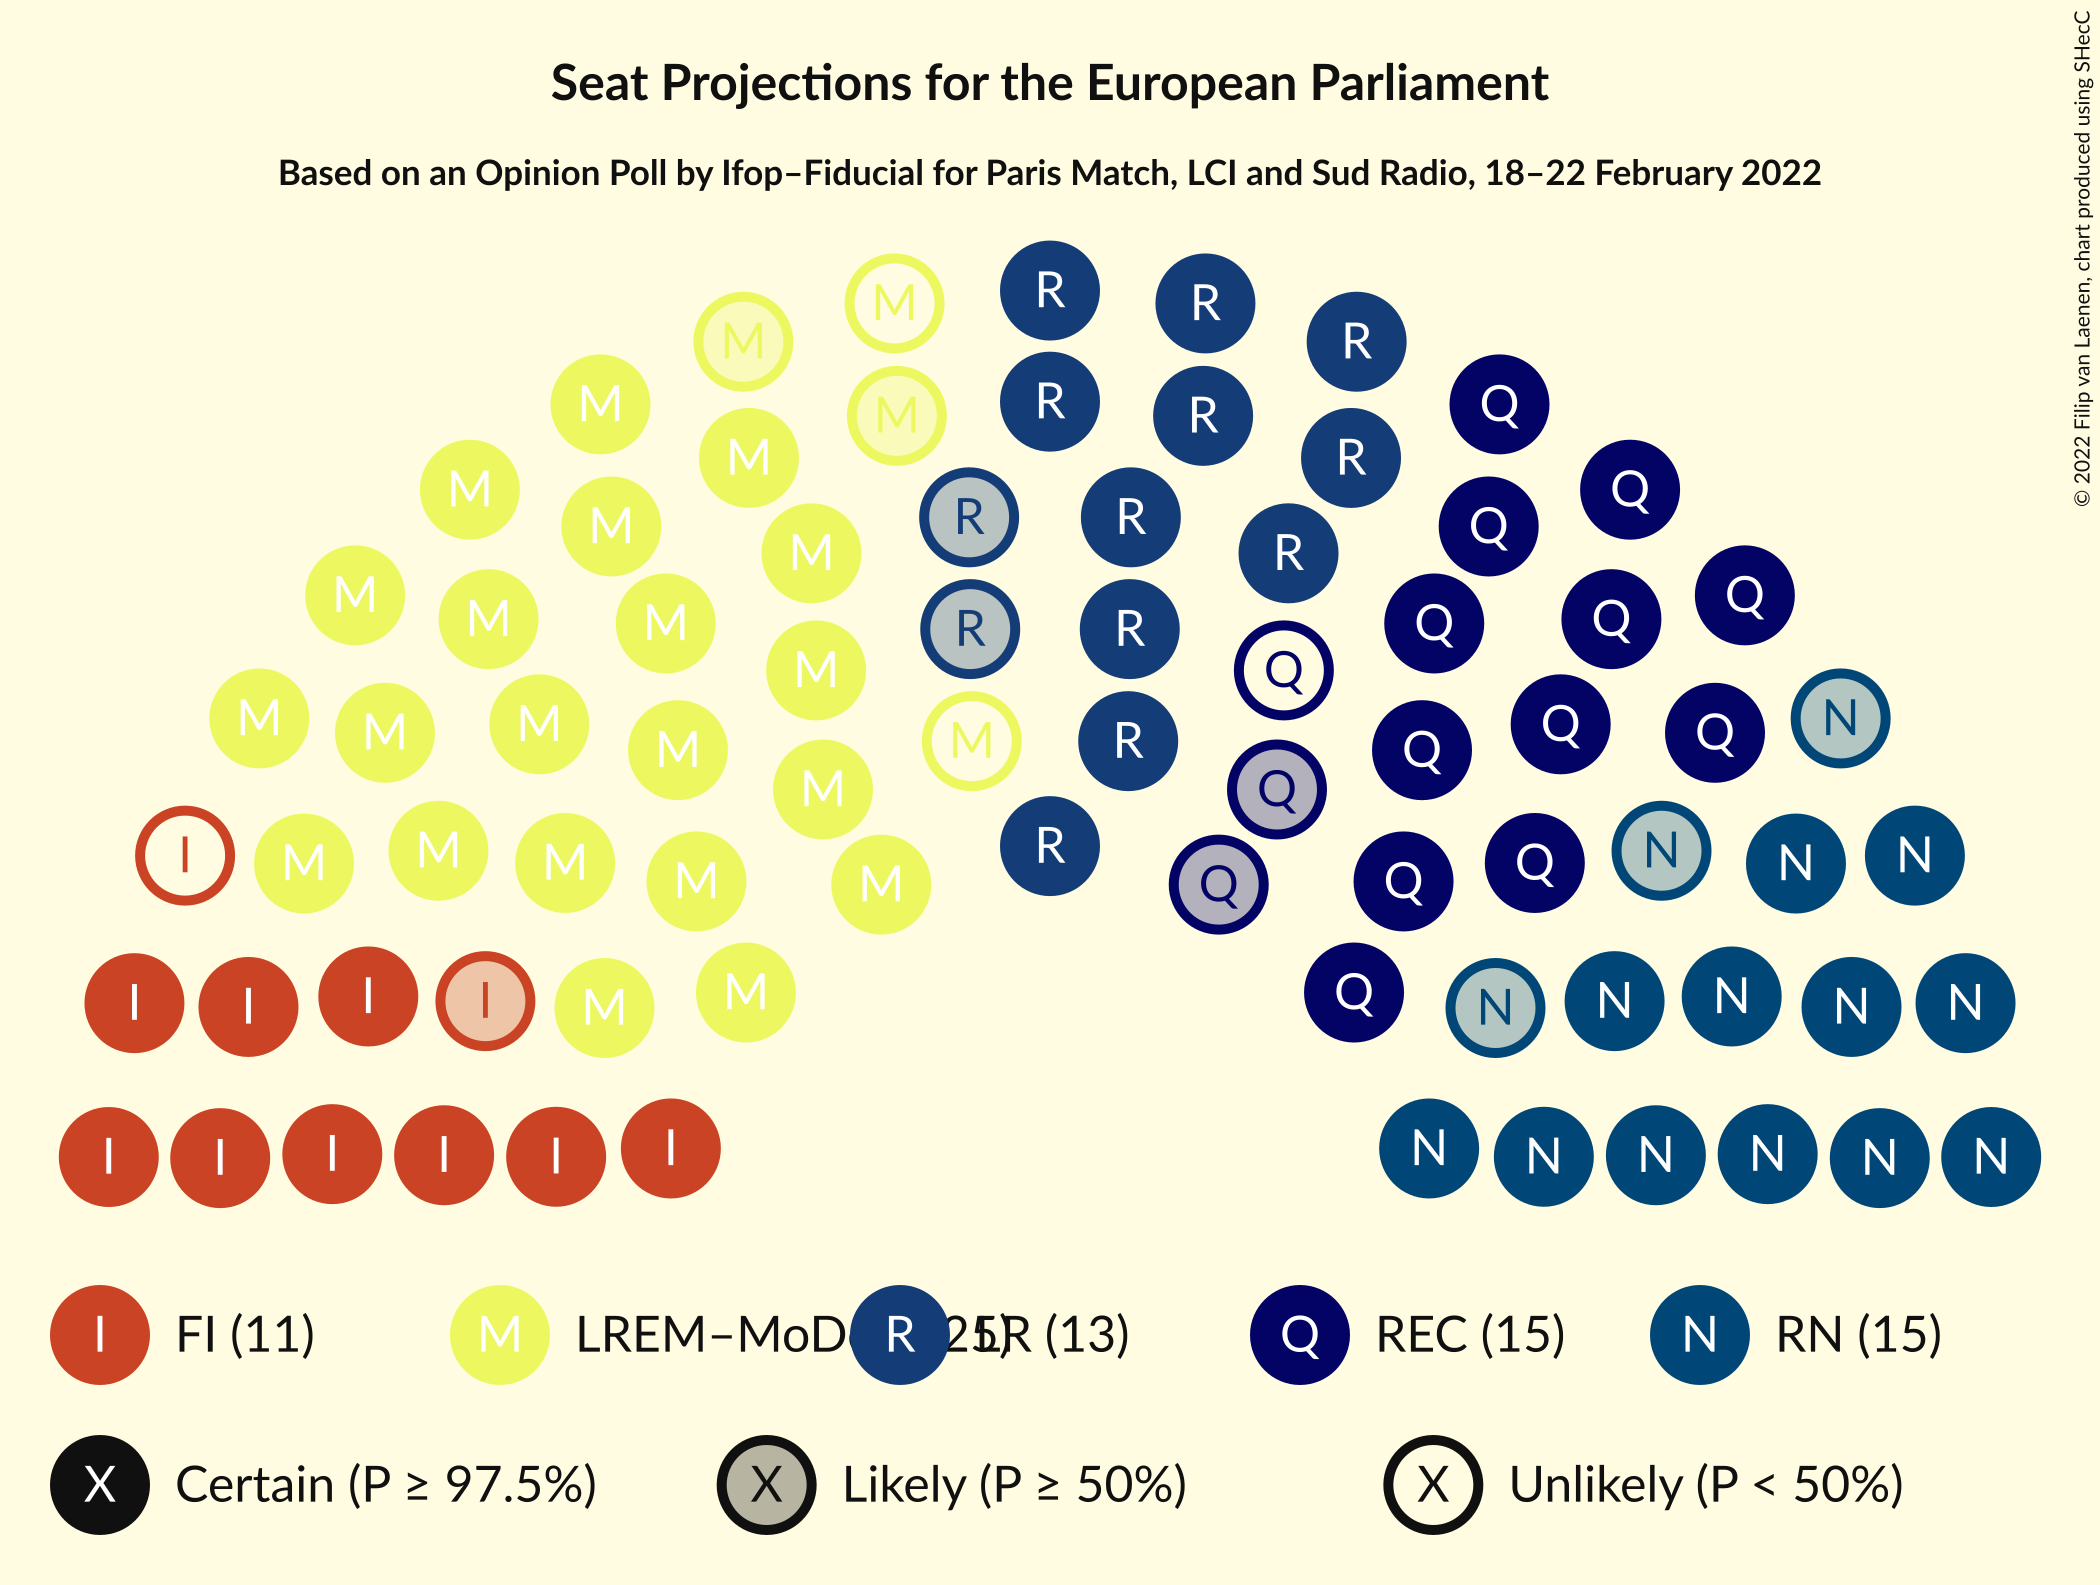 Seat Projections for the European Parliament
Based on an Opinion Poll by Ifop–Fiducial for Paris Match, LCI and Sud Radio, 18–22 February 2022
© 2022 Filip van Laenen, chart produced using SHecC
M R R
M R
M M R R Q
M R
M M R R Q Q
M R
M M M R R Q Q Q
M Q
M M M M M R Q Q Q N
M Q
I M M M M M R Q Q Q N N N
I I I I M M Q N N N N N
I I I I I I N N N N N N
I FI (11) M LREM–MoD R LR (13) Q REC (15) N RN (15)
X Certain (P ≥ 97.5%) X Likely (P ≥ 50%) X Unlikely (P < 50%)